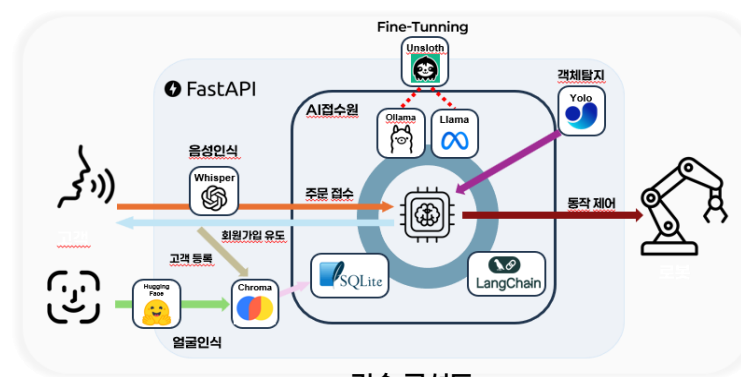 Fine-Tunning
Unsloth
FastAPI
객체탐지
Yolo
AI접수원
Ollama
Llama
음성인식
Whisper
주문 접수
동작 제어
회원가입 유도
고객 등록
SQLite
LangChain
Hugging
Face
Chroma
얼굴인식